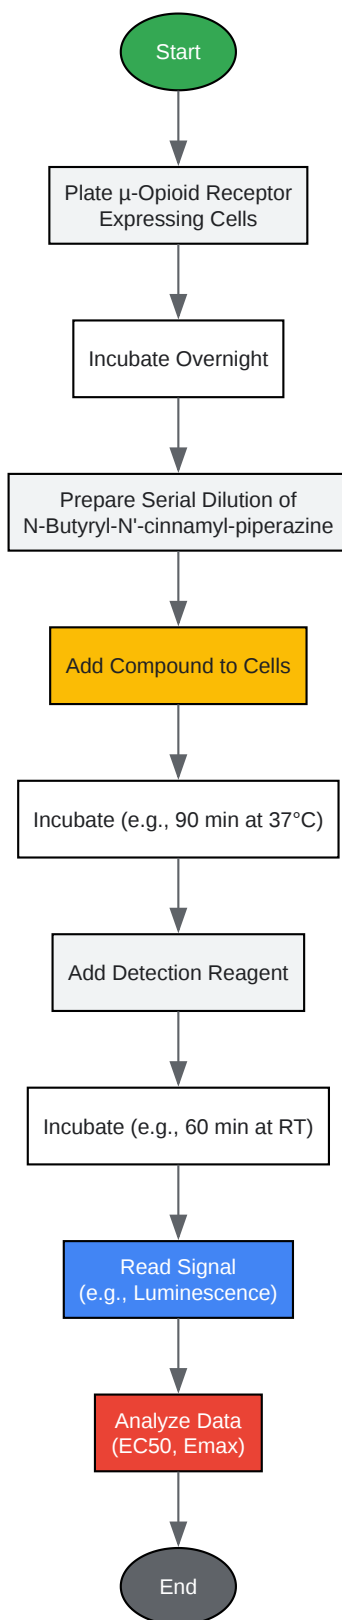 Start
Plate µ-Opioid Receptor
Expressing Cells
Incubate Overnight
Prepare Serial Dilution of
N-Butyryl-N'-cinnamyl-piperazine
Add Compound to Cells
Incubate (e.g., 90 min at 37°C)
Add Detection Reagent
Incubate (e.g., 60 min at RT)
Read Signal
(e.g., Luminescence)
Analyze Data
(EC50, Emax)
End